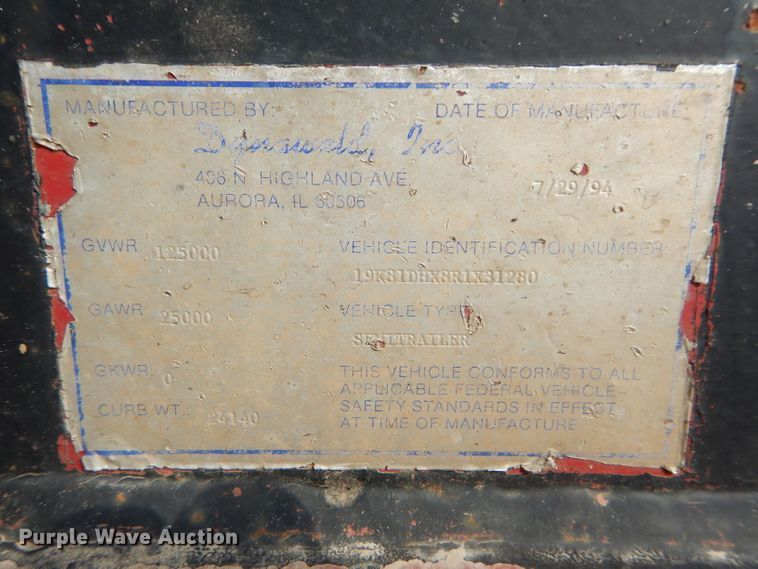 MANUFACTURED BY: DATE OF MANUFACTURE:
Dynaweld, Inc.
406 N. HIGHLAND AVE. 7/29/94
AURORA, IL 60506
GVWR: 125000 VEHICLE IDENTIFICATION NUMBER:
19K81DHX8R1X31280
GAWR: 25000 VEHICLE TYPE:
SEMITRAILER
GKWR: 0 THIS VEHICLE CONFORMS TO ALL
APPLICABLE FEDERAL VEHICLE
CURB WT.: 24140 SAFETY STANDARDS IN EFFECT
AT TIME OF MANUFACTURE
Purple Wave Auction